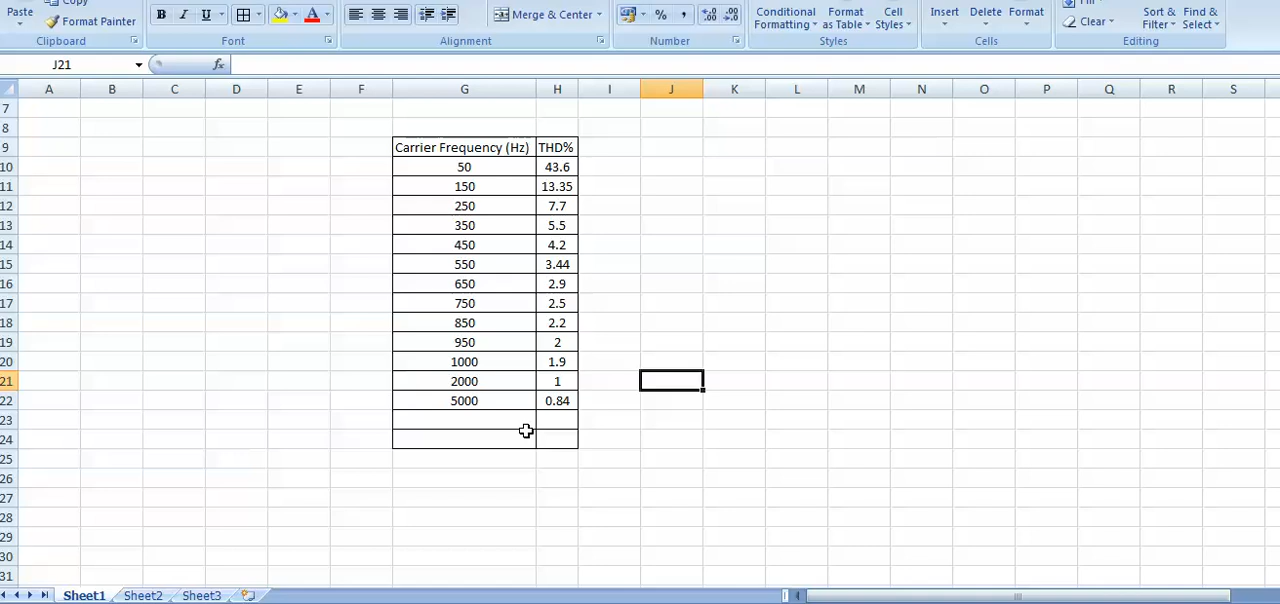 Paste
Copy
Format Painter
B I U A
Merge & Center
% ,
Conditional Formatting
Format as Table
Cell Styles
Insert
Delete
Format
Fill
Clear
Sort & Filter
Find & Select
Clipboard Font Alignment Number Styles Cells Editing
J21 fx
A B C D E F G H I J K L M N O P Q R S
7
8
9 Carrier Frequency (Hz) THD%
10 50 43.6
11 150 13.35
12 250 7.7
13 350 5.5
14 450 4.2
15 550 3.44
16 650 2.9
17 750 2.5
18 850 2.2
19 950 2
20 1000 1.9
21 2000 1
22 5000 0.84
23
24
25
26
27
28
29
30
31
Sheet1 Sheet2 Sheet3